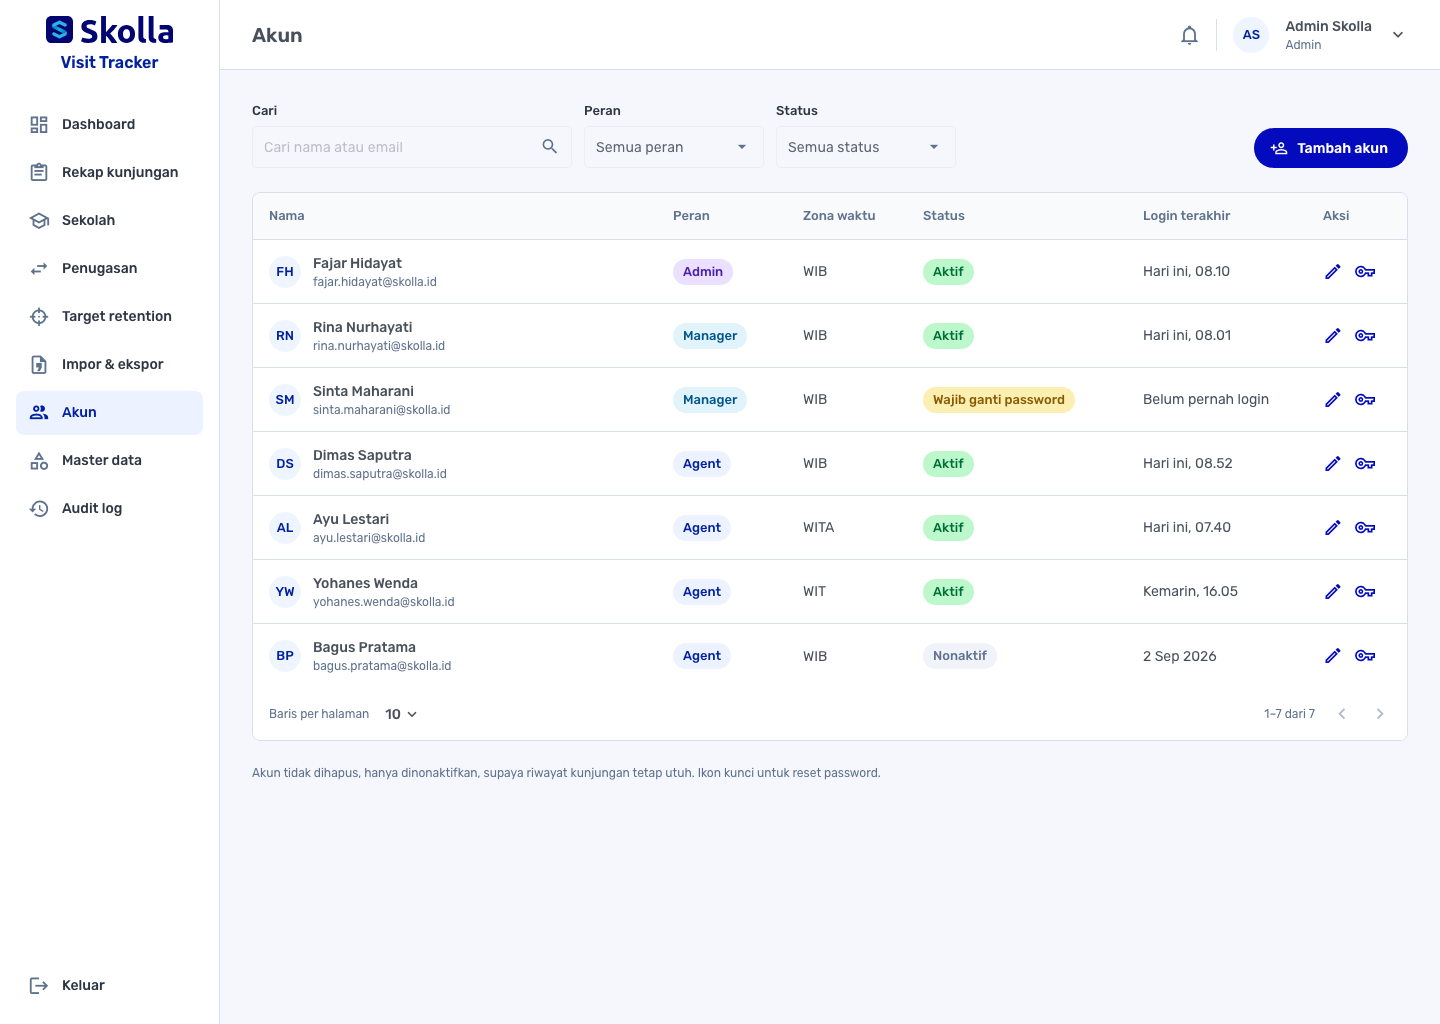 Skolla
Visit Tracker
Dashboard
Rekap kunjungan
Sekolah
Penugasan
Target retention
Impor & ekspor
Akun
Master data
Audit log
Keluar
Akun
AS
Admin Skolla
Admin
Cari
Peran
Status
Cari nama atau email
Semua peran
Semua status
Tambah akun
Nama Peran Zona waktu Status Login terakhir Aksi
FH Fajar Hidayat Admin WIB Aktif Hari ini, 08.10
fajar.hidayat@skolla.id
RN Rina Nurhayati Manager WIB Aktif Hari ini, 08.01
rina.nurhayati@skolla.id
SM Sinta Maharani Manager WIB Wajib ganti password Belum pernah login
sinta.maharani@skolla.id
DS Dimas Saputra Agent WIB Aktif Hari ini, 08.52
dimas.saputra@skolla.id
AL Ayu Lestari Agent WITA Aktif Hari ini, 07.40
ayu.lestari@skolla.id
YW Yohanes Wenda Agent WIT Aktif Kemarin, 16.05
yohanes.wenda@skolla.id
BP Bagus Pratama Agent WIB Nonaktif 2 Sep 2026
bagus.pratama@skolla.id
Baris per halaman 10 1–7 dari 7
Akun tidak dihapus, hanya dinonaktifkan, supaya riwayat kunjungan tetap utuh. Ikon kunci untuk reset password.